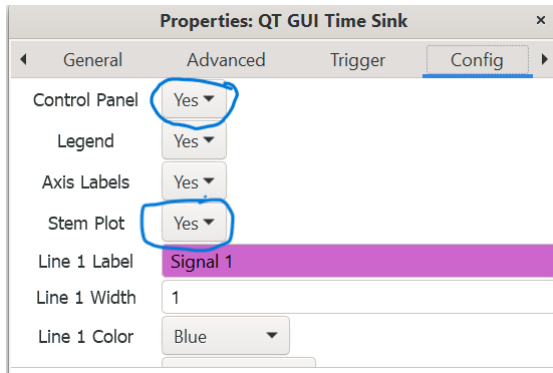 Properties: QT GUI Time Sink ×
General Advanced Trigger Config
Control Panel Yes
Legend Yes
Axis Labels Yes
Stem Plot Yes
Line 1 Label Signal 1
Line 1 Width 1
Line 1 Color Blue